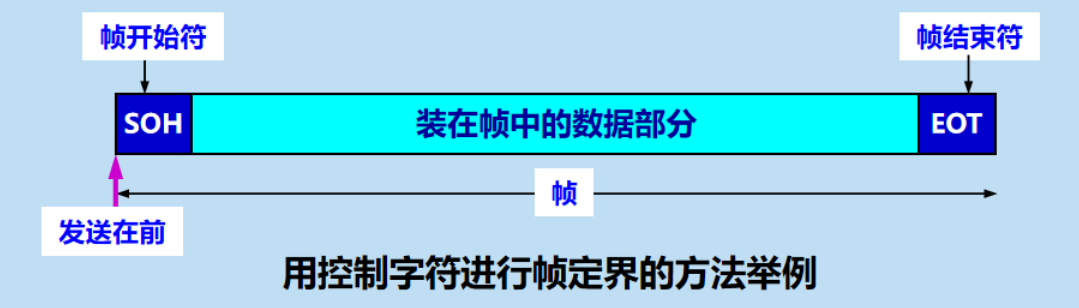 帧开始符
帧结束符
SOH
装在帧中的数据部分
EOT
帧
发送在前
用控制字符进行帧定界的方法举例